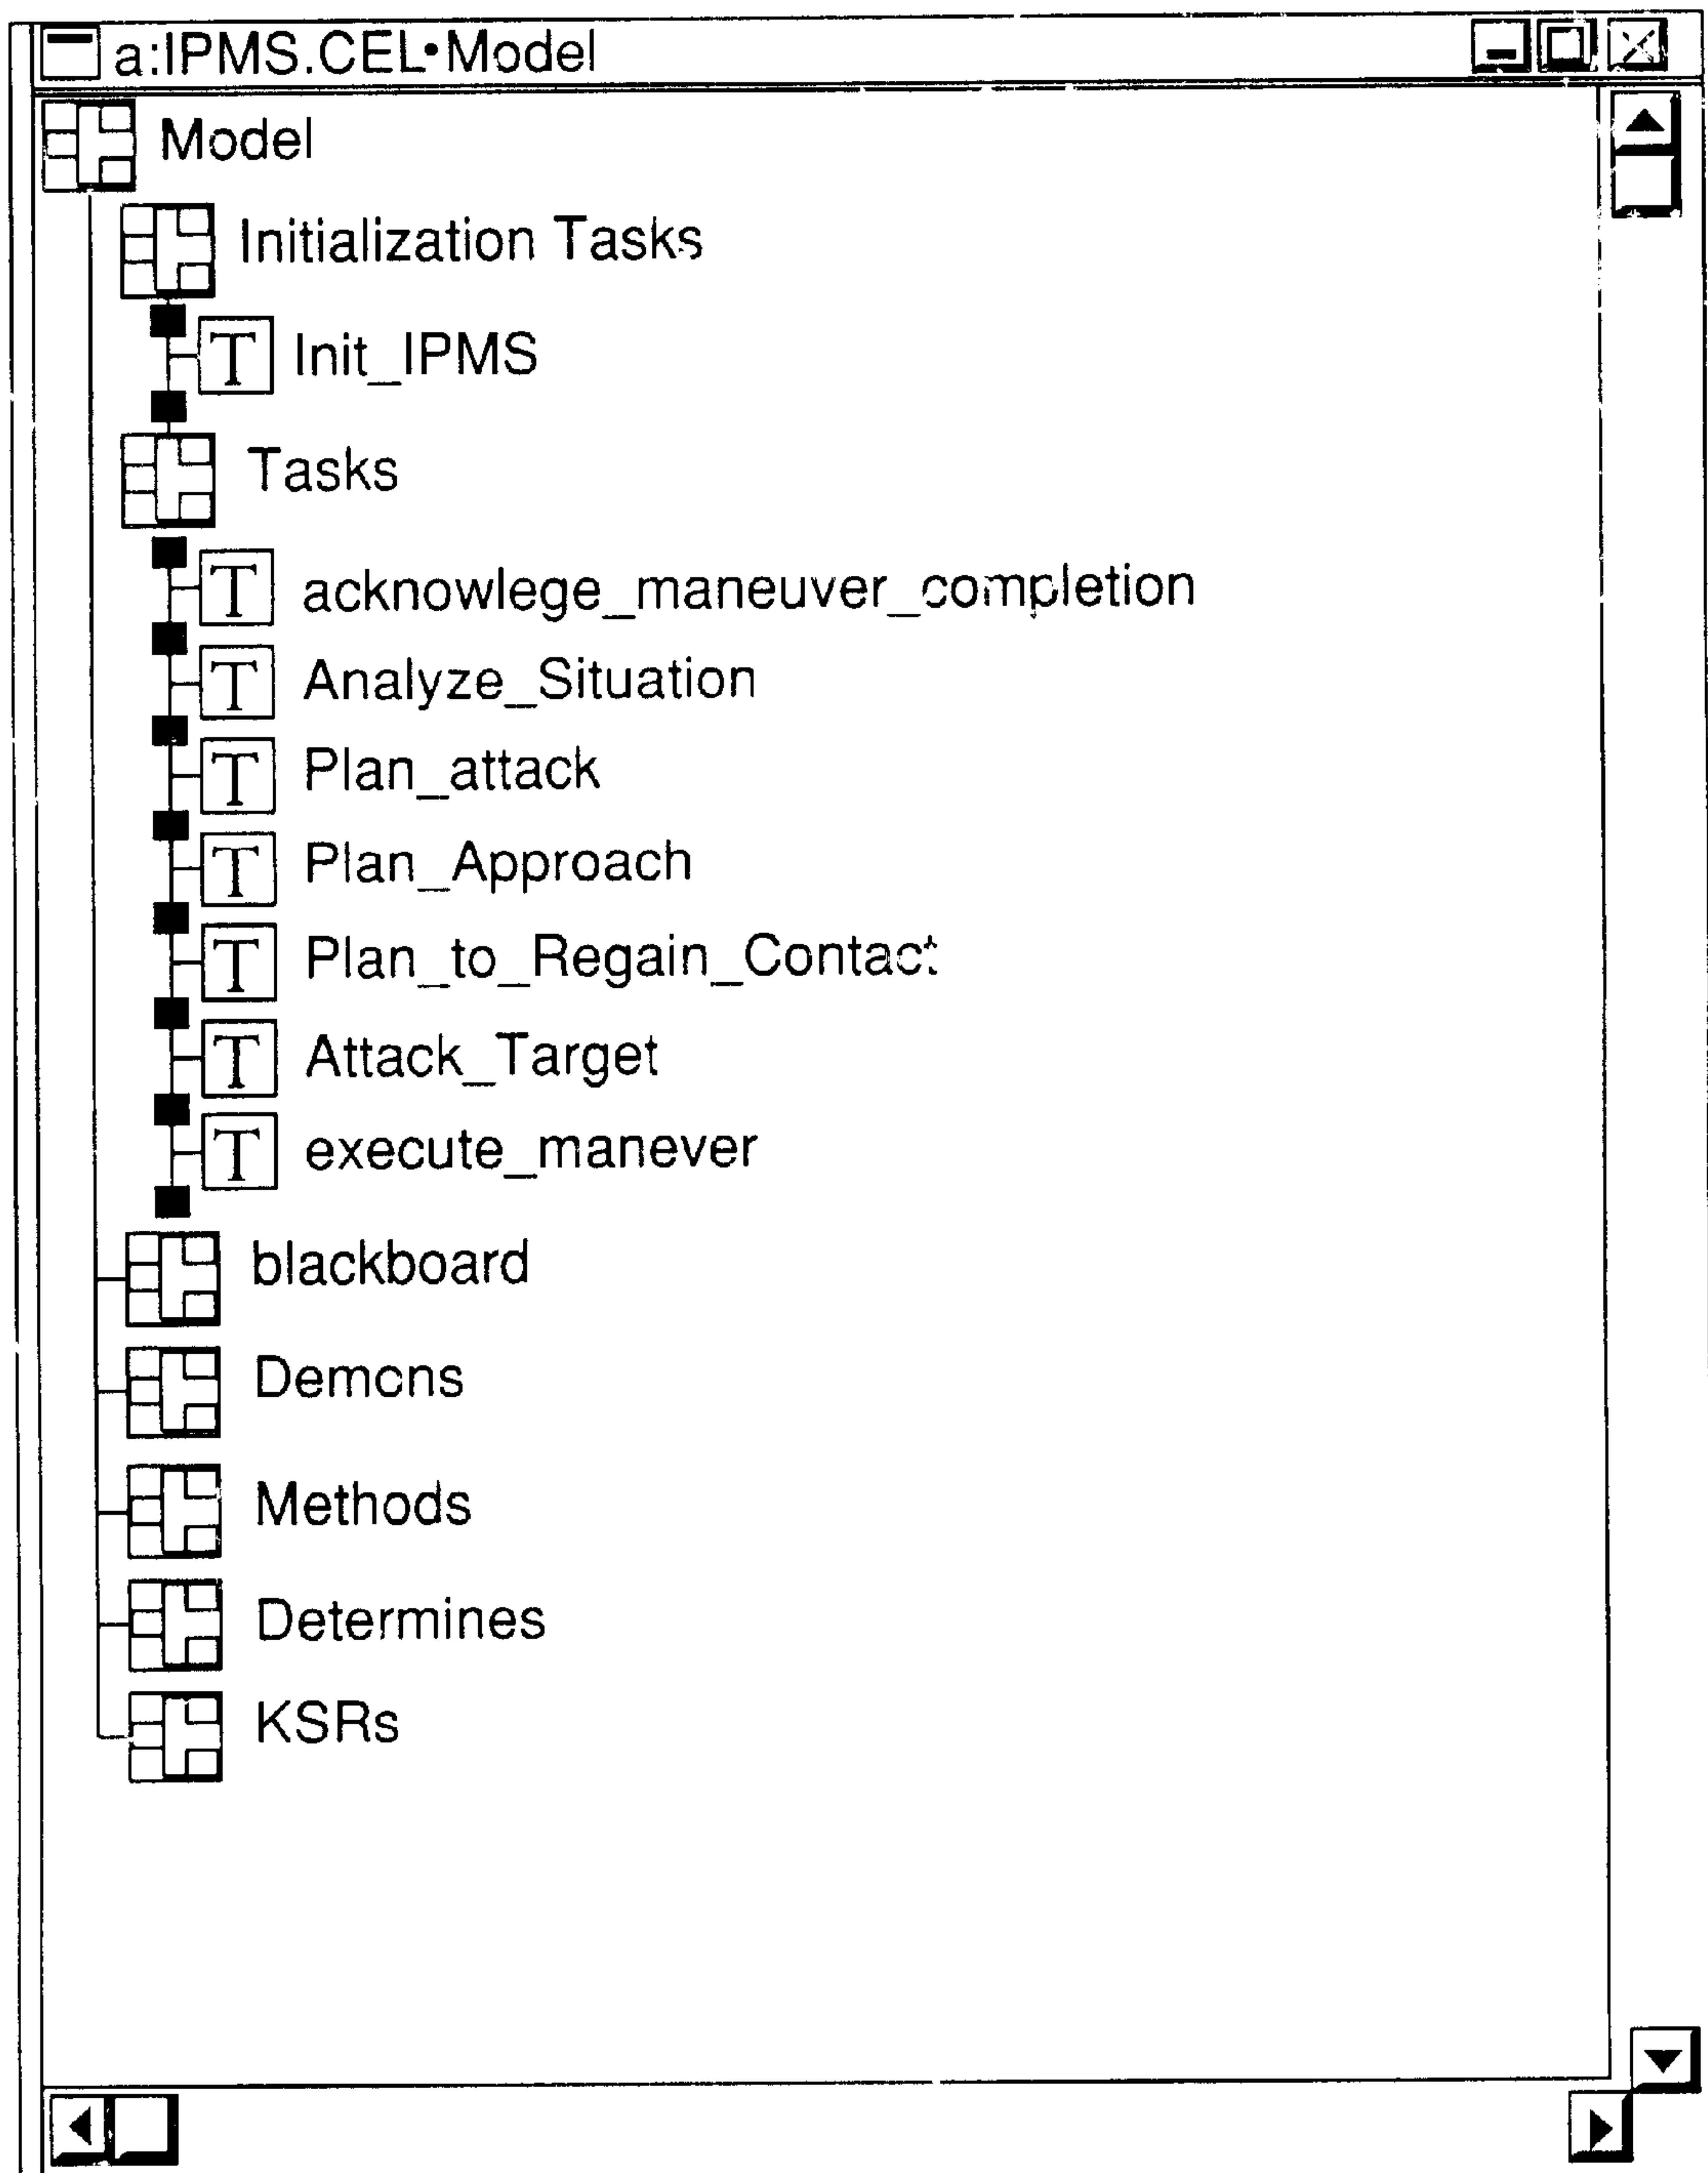 a:IPMS.CEL•Model
Model
Initialization Tasks
T Init_IPMS
Tasks
T acknowlege_maneuver_completion
T Analyze_Situation
T Plan_attack
T Plan_Approach
T Plan_to_Regain_Contact
T Attack_Target
T execute_manever
blackboard
Demons
Methods
Determines
KSRs